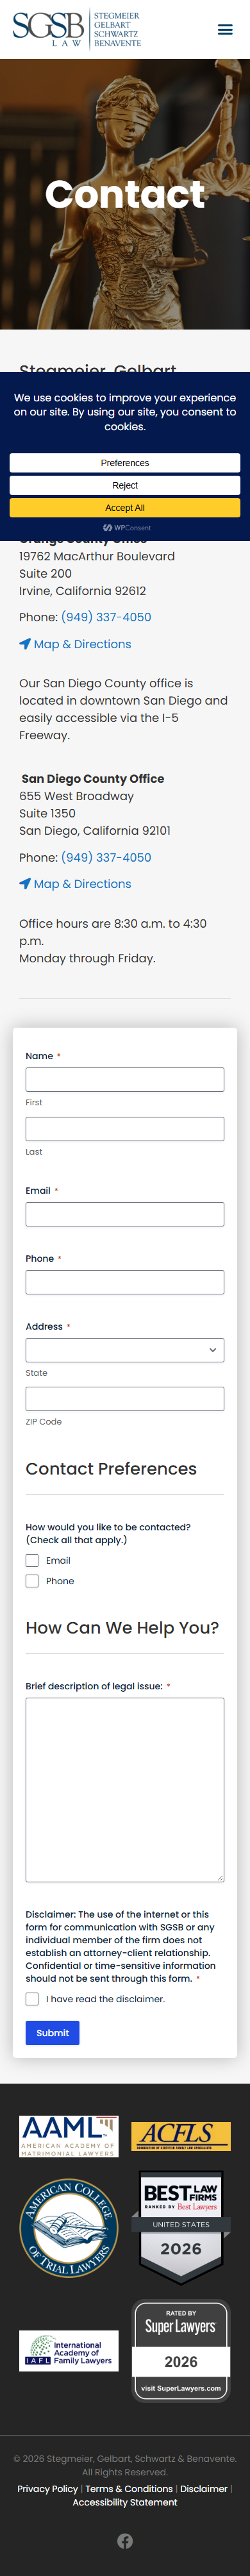 SGSB
LAW
STEGMEIER
GELBART
SCHWARTZ
BENAVENTE
Contact
Stegmeier, Gelbart
We use cookies to improve your experience
on our site. By using our site, you consent to
cookies.
Preferences
Reject
Accept All
WPConsent
Orange County Office
19762 MacArthur Boulevard
Suite 200
Irvine, California 92612
Phone: (949) 337-4050
Map & Directions
Our San Diego County office is
located in downtown San Diego and
easily accessible via the I-5
Freeway.
San Diego County Office
655 West Broadway
Suite 1350
San Diego, California 92101
Phone: (949) 337-4050
Map & Directions
Office hours are 8:30 a.m. to 4:30
p.m.
Monday through Friday.
Name *
First
Last
Email *
Phone *
Address *
State
ZIP Code
Contact Preferences
How would you like to be contacted?
(Check all that apply.)
Email
Phone
How Can We Help You?
Brief description of legal issue: *
Disclaimer: The use of the internet or this
form for communication with SGSB or any
individual member of the firm does not
establish an attorney-client relationship.
Confidential or time-sensitive information
should not be sent through this form. *
I have read the disclaimer.
Submit
AAML
AMERICAN ACADEMY OF
MATRIMONIAL LAWYERS
ACFLS
ASSOCIATION OF CERTIFIED FAMILY LAW SPECIALISTS
AMERICAN COLLEGE
OF TRIAL LAWYERS
BEST LAW
FIRMS
RANKED BY Best Lawyers
UNITED STATES
2026
International
Academy of
IAFL Family Lawyers
RATED BY
Super Lawyers
2026
visit SuperLawyers.com
© 2026 Stegmeier, Gelbart, Schwartz & Benavente.
All Rights Reserved.
Privacy Policy | Terms & Conditions | Disclaimer |
Accessibility Statement